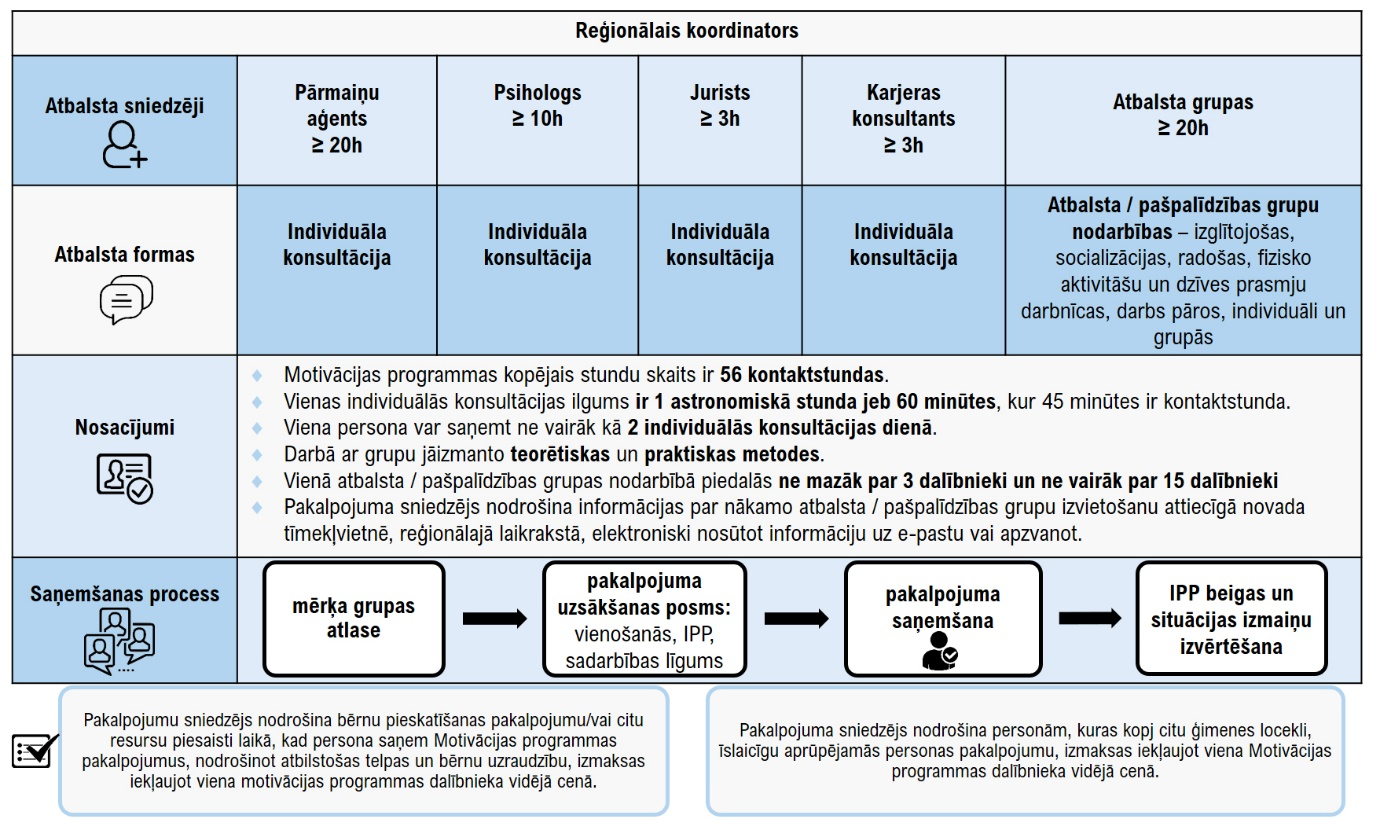 Reģionālais koordinators
Atbalsta sniedzēji
Pārmaiņu
aģents
≥ 20h
Psihologs
≥ 10h
Jurists
≥ 3h
Karjeras
konsultants
≥ 3h
Atbalsta grupas
≥ 20h
Atbalsta formas
Individuāla
konsultācija
Individuāla
konsultācija
Individuāla
konsultācija
Individuāla
konsultācija
Atbalsta / pašpalīdzības grupu
nodarbības – izglītojošas,
socializācijas, radošas, fizisko
aktivitāšu un dzīves prasmju
darbnīcas, darbs pāros, individuāli un
grupās
Nosacījumi
Motivācijas programmas kopējais stundu skaits ir 56 kontaktstundas.
Vienas individuālās konsultācijas ilgums ir 1 astronomiskā stunda jeb 60 minūtes, kur 45 minūtes ir kontaktstunda.
Viena persona var saņemt ne vairāk kā 2 individuālās konsultācijas dienā.
Darbā ar grupu jāizmanto teorētiskas un praktiskas metodes.
Vienā atbalsta / pašpalīdzības grupas nodarbībā piedalās ne mazāk par 3 dalībnieki un ne vairāk par 15 dalībnieki
Pakalpojuma sniedzējs nodrošina informācijas par nākamo atbalsta / pašpalīdzības grupu izvietošanu attiecīgā novada
tīmekļvietnē, reģionālajā laikrakstā, elektroniski nosūtot informāciju uz e-pastu vai apzvanot.
Saņemšanas process
mērķa grupas
atlase
pakalpojuma
uzsākšanas posms:
vienošanās, IPP,
sadarbības līgums
pakalpojuma
saņemšana
IPP beigas un
situācijas izmaiņu
izvērtēšana
Pakalpojumu sniedzējs nodrošina bērnu pieskatīšanas pakalpojumu/vai citu
resursu piesaisti laikā, kad persona saņem Motivācijas programmas
pakalpojumus, nodrošinot atbilstošas telpas un bērnu uzraudzību, izmaksas
iekļaujot viena motivācijas programmas dalībnieka vidējā cenā.
Pakalpojuma sniedzējs nodrošina personām, kuras kopj citu ģimenes locekli,
īslaicīgu aprūpējamās personas pakalpojumu, izmaksas iekļaujot viena Motivācijas
programmas dalībnieka vidējā cenā.